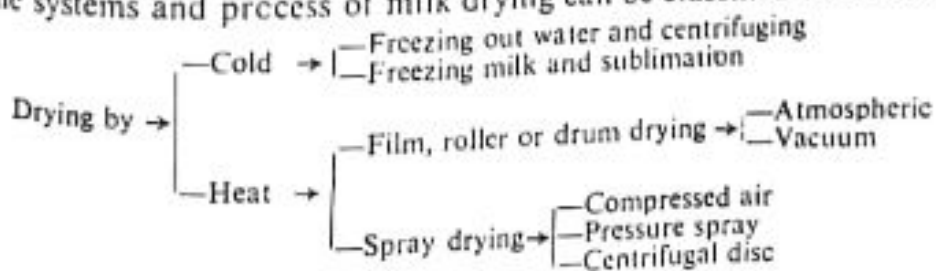 systems and prccess of milk drying can be
—Freezing out water and centrifuging
—Cold →
—Freezing milk and sublimation
Drying by →
—Atmospheric
—Film, roller or drum drying →
—Vacuum
—Heat →
—Compressed air
—Spray drying→
—Pressure spray
—Centrifugal disc